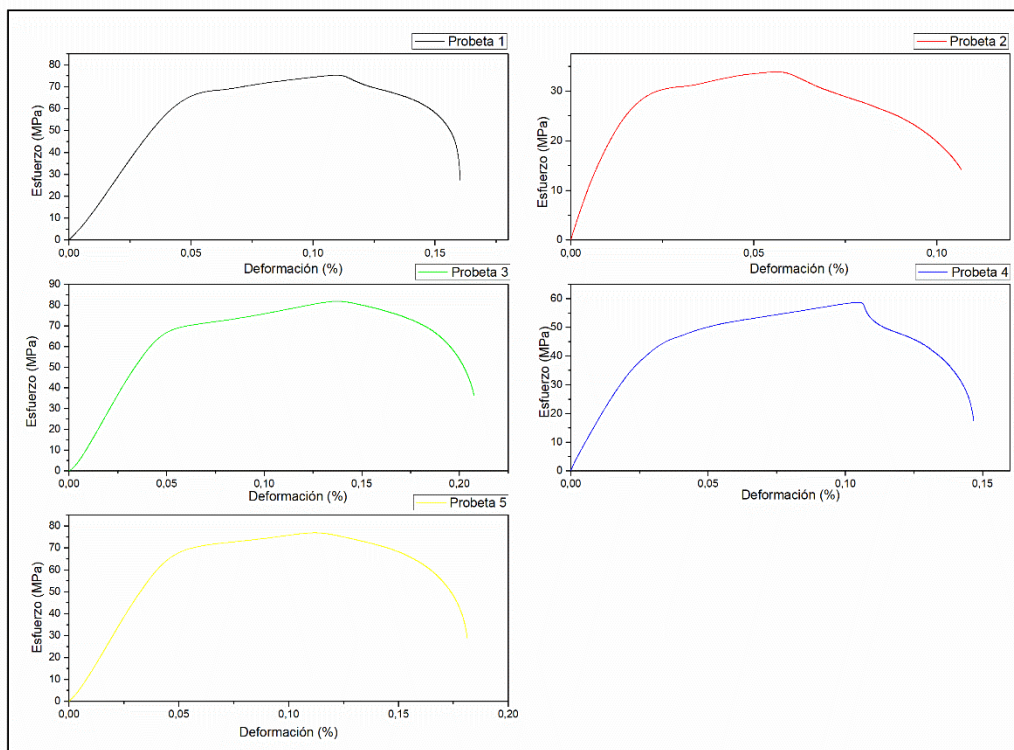 Probeta 1
80
70
60
50
40
30
20
10
0
Esfuerzo (MPa)
0,00 0,05 0,10 0,15
Deformación (%)
Probeta 2
30
20
10
0
Esfuerzo (MPa)
0,00 0,05 0,10
Deformación (%)
Probeta 3
90
80
70
60
50
40
30
20
10
0
Esfuerzo (MPa)
0,00 0,05 0,10 0,15 0,20
Deformación (%)
Probeta 4
60
50
40
30
20
10
0
Esfuerzo (MPa)
0,00 0,05 0,10 0,15
Deformación (%)
Probeta 5
80
70
60
50
40
30
20
10
0
Esfuerzo (MPa)
0,00 0,05 0,10 0,15 0,20
Deformación (%)